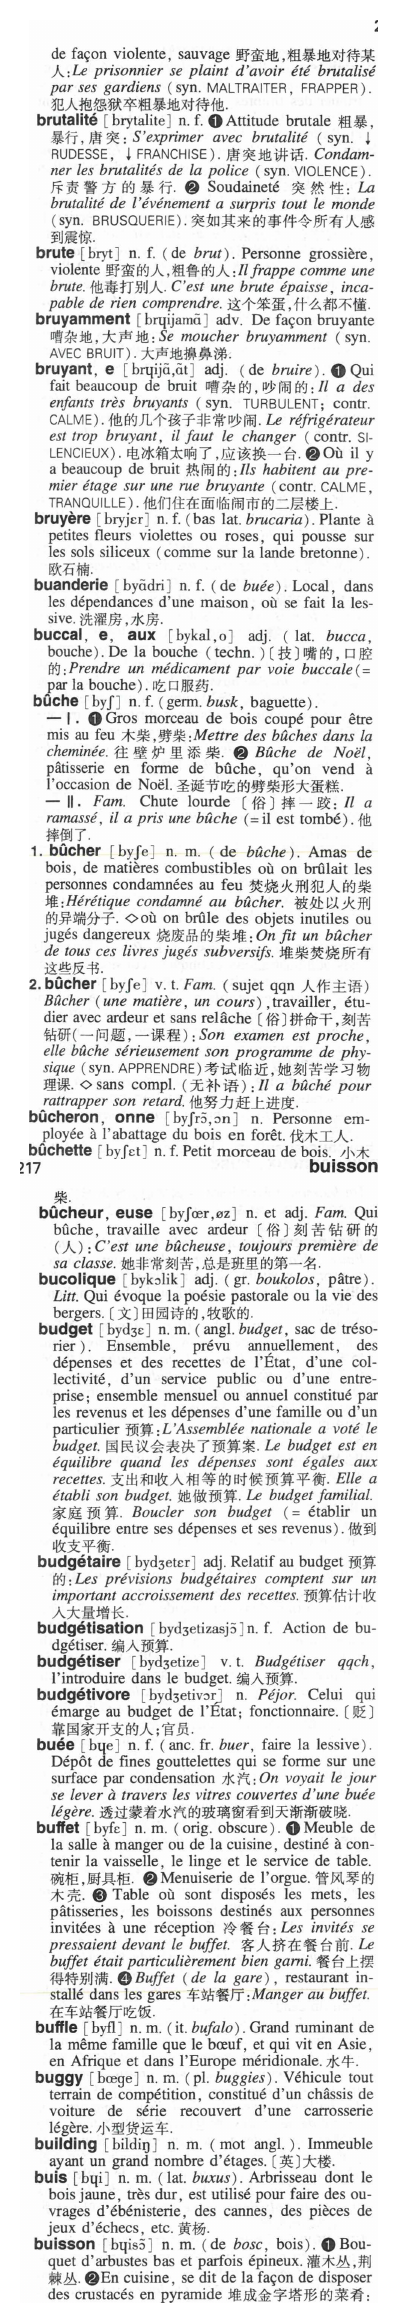 2
de façon violente, sauvage 野蛮地,粗暴地对待某
人:Le prisonnier se plaint d'avoir été brutalisé
par ses gardiens (syn. MALTRAITER, FRAPPER).
犯人抱怨狱卒粗暴地对待他.
brutalité [brytalite] n. f. ❶ Attitude brutale 粗暴,
暴行,唐突: S'exprimer avec brutalité (syn. ↓
RUDESSE, ↓ FRANCHISE). 唐突地讲话. Condam-
ner les brutalités de la police (syn. VIOLENCE).
斥责警方的暴行. ❷ Soudaineté 突然性: La
brutalité de l'événement a surpris tout le monde
(syn. BRUSQUERIE). 突如其来的事件令所有人感
到震惊.
brute [bryt] n. f. (de brut). Personne grossière,
violente 野蛮的人,粗鲁的人:Il frappe comme une
brute. 他毒打别人. C'est une brute épaisse, inca-
pable de rien comprendre. 这个笨蛋,什么都不懂.
bruyamment [brɥijamɑ̃] adv. De façon bruyante
嘈杂地,大声地: Se moucher bruyamment (syn.
AVEC BRUIT). 大声地擤鼻涕.
bruyant, e [brɥijɑ̃,ɑ̃t] adj. (de bruire). ❶ Qui
fait beaucoup de bruit 嘈杂的,吵闹的: Il a des
enfants très bruyants (syn. TURBULENT; contr.
CALME). 他的几个孩子非常吵闹. Le réfrigérateur
est trop bruyant, il faut le changer (contr. SI-
LENCIEUX). 电冰箱太响了,应该换一台. ❷ Où il y
a beaucoup de bruit 热闹的:Ils habitent au pre-
mier étage sur une rue bruyante (contr. CALME,
TRANQUILLE). 他们住在面临闹市的二层楼上.
bruyère [bryjɛr] n. f. (bas lat. brucaria). Plante à
petites fleurs violettes ou roses, qui pousse sur
les sols siliceux (comme sur la lande bretonne).
欧石楠.
buanderie [byɑ̃dri] n. f. (de buée). Local, dans
les dépendances d'une maison, où se fait la les-
sive. 洗濯房,水房.
buccal, e, aux [bykal,o] adj. (lat. bucca,
bouche). De la bouche (techn.) 〔技〕嘴的,口腔
的:Prendre un médicament par voie buccale (=
par la bouche). 吃口服药.
bûche [byʃ] n. f. (germ. busk, baguette).
— Ⅰ. ❶ Gros morceau de bois coupé pour être
mis au feu 木柴,劈柴:Mettre des bûches dans la
cheminée. 往壁炉里添柴. ❷ Bûche de Noël,
pâtisserie en forme de bûche, qu'on vend à
l'occasion de Noël. 圣诞节吃的劈柴形大蛋糕.
— Ⅱ. Fam. Chute lourde 〔俗〕摔一跤: Il a
ramassé, il a pris une bûche (= il est tombé). 他
摔倒了.
1. bûcher [byʃe] n. m. (de bûche). Amas de
bois, de matières combustibles où on brûlait les
personnes condamnées au feu 焚烧火刑犯人的柴
堆:Hérétique condamné au bûcher. 被处以火刑
的异端分子. ◇où on brûle des objets inutiles ou
jugés dangereux 烧废品的柴堆:On fit un bûcher
de tous ces livres jugés subversifs. 堆柴焚烧所有
这些反书.
2. bûcher [byʃe] v. t. Fam. (sujet qqn 人作主语)
Bûcher (une matière, un cours), travailler, étu-
dier avec ardeur et sans relâche 〔俗〕拼命干,刻苦
钻研(一问题,一课程): Son examen est proche,
elle bûche sérieusement son programme de phy-
sique (syn. APPRENDRE)考试临近,她刻苦学习物
理课. ◇ sans compl. (无补语): Il a bûché pour
rattrapper son retard. 他努力赶上进度.
bûcheron, onne [byʃrɔ̃,ɔn] n. Personne em-
ployée à l'abattage du bois en forêt. 伐木工人.
bûchette [byʃɛt] n. f. Petit morceau de bois. 小木
217 buisson
柴.
bûcheur, euse [byʃœr,øz] n. et adj. Fam. Qui
bûche, travaille avec ardeur 〔俗〕刻苦钻研的
(人): C'est une bûcheuse, toujours première de
sa classe. 她非常刻苦,总是班里的第一名.
bucolique [bykɔlik] adj. (gr. boukolos, pâtre).
Litt. Qui évoque la poésie pastorale ou la vie des
bergers. 〔文〕田园诗的,牧歌的.
budget [bydʒɛ] n. m. (angl. budget, sac de tréso-
rier). Ensemble, prévu annuellement, des
dépenses et des recettes de l'État, d'une col-
lectivité, d'un service public ou d'une entre-
prise; ensemble mensuel ou annuel constitué par
les revenus et les dépenses d'une famille ou d'un
particulier 预算:L'Assemblée nationale a voté le
budget. 国民议会表决了预算案. Le budget est en
équilibre quand les dépenses sont égales aux
recettes. 支出和收入相等的时候预算平衡. Elle a
établi son budget. 她做预算. Le budget familial.
家庭预算. Boucler son budget (= établir un
équilibre entre ses dépenses et ses revenus). 做到
收支平衡.
budgétaire [bydʒetɛr] adj. Relatif au budget 预算
的:Les prévisions budgétaires comptent sur un
important accroissement des recettes. 预算估计收
入大量增长.
budgétisation [bydʒetizasjɔ̃] n. f. Action de bu-
dgétiser. 编入预算.
budgétiser [bydʒetize] v. t. Budgétiser qqch,
l'introduire dans le budget. 编入预算.
budgétivore [bydʒetivɔr] n. Péjor. Celui qui
émarge au budget de l'État; fonctionnaire. 〔贬〕
靠国家开支的人;官员.
buée [bɥe] n. f. (anc. fr. buer, faire la lessive).
Dépôt de fines gouttelettes qui se forme sur une
surface par condensation 水汽:On voyait le jour
se lever à travers les vitres couvertes d'une buée
légère. 透过蒙着水汽的玻璃窗看到天渐渐破晓.
buffet [byfɛ] n. m. (orig. obscure). ❶ Meuble de
la salle à manger ou de la cuisine, destiné à con-
tenir la vaisselle, le linge et le service de table.
碗柜,厨具柜. ❷ Menuiserie de l'orgue. 管风琴的
木壳. ❸ Table où sont disposés les mets, les
pâtisseries, les boissons destinés aux personnes
invitées à une réception 冷餐台: Les invités se
pressaient devant le buffet. 客人挤在餐台前. Le
buffet était particulièrement bien garni. 餐台上摆
得特别满. ❹ Buffet (de la gare), restaurant in-
stallé dans les gares 车站餐厅:Manger au buffet.
在车站餐厅吃饭.
buffle [byfl] n. m. (it. bufalo). Grand ruminant de
la même famille que le bœuf, et qui vit en Asie,
en Afrique et dans l'Europe méridionale. 水牛.
buggy [bœge] n. m. (pl. buggies). Véhicule tout
terrain de compétition, constitué d'un châssis de
voiture de série recouvert d'une carrosserie
légère. 小型货运车.
building [bildiŋ] n. m. (mot angl.). Immeuble
ayant un grand nombre d'étages. 〔英〕大楼.
buis [bɥi] n. m. (lat. buxus). Arbrisseau dont le
bois jaune, très dur, est utilisé pour faire des ou-
vrages d'ébénisterie, des cannes, des pièces de
jeux d'échecs, etc. 黄杨.
buisson [bɥisɔ̃] n. m. (de bosc, bois). ❶ Bou-
quet d'arbustes bas et parfois épineux. 灌木丛,荆
棘丛. ❷ En cuisine, se dit de la façon de disposer
des crustacés en pyramide 堆成金字塔形的菜肴: